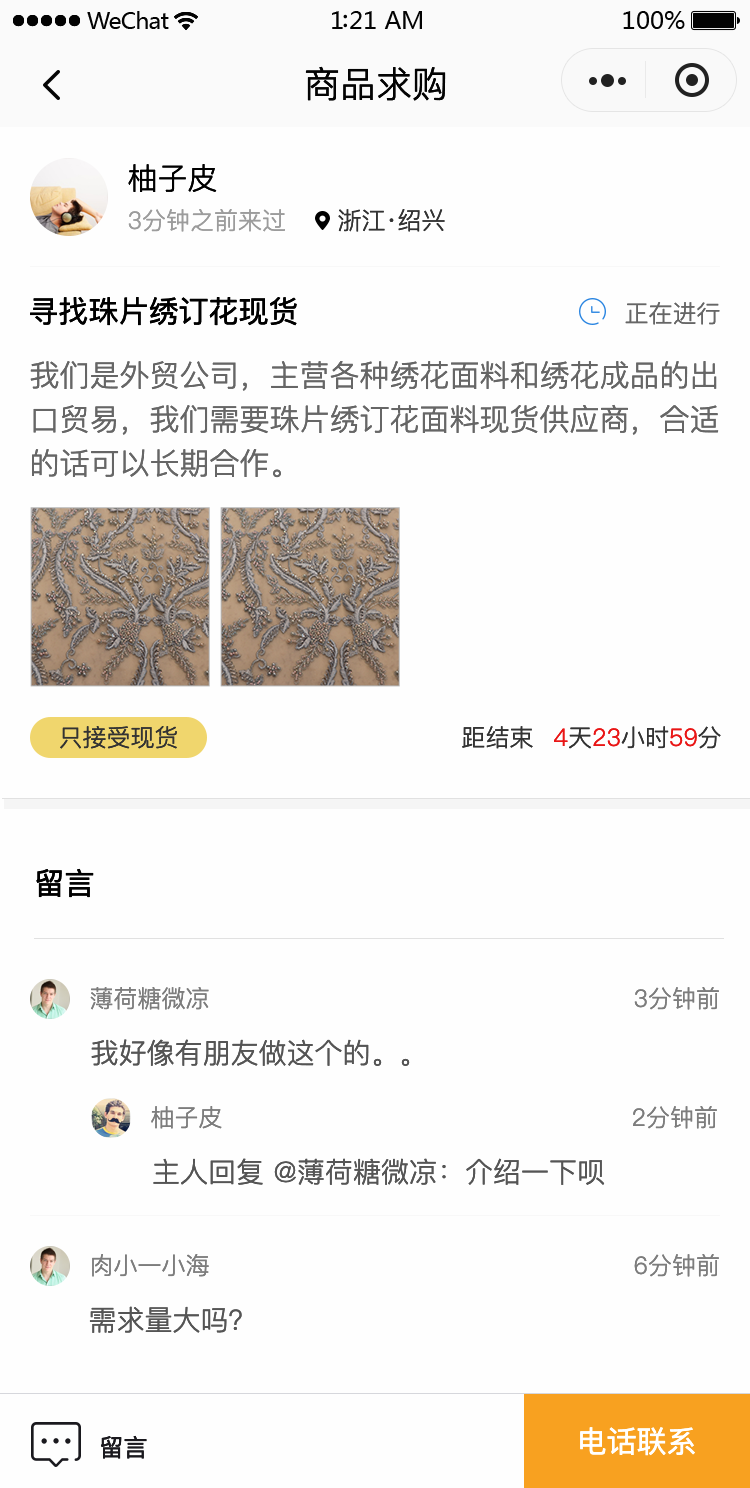 WeChat
1:21 AM
100%
商品求购
柚子皮
3分钟之前来过
浙江·绍兴
寻找珠片绣订花现货
正在进行
我们是外贸公司，主营各种绣花面料和绣花成品的出
口贸易，我们需要珠片绣订花面料现货供应商，合适
的话可以长期合作。
只接受现货
距结束 4天23小时59分
留言
薄荷糖微凉
3分钟前
我好像有朋友做这个的。。
柚子皮
2分钟前
主人回复 @薄荷糖微凉：介绍一下呗
肉小一小海
6分钟前
需求量大吗?
留言
电话联系